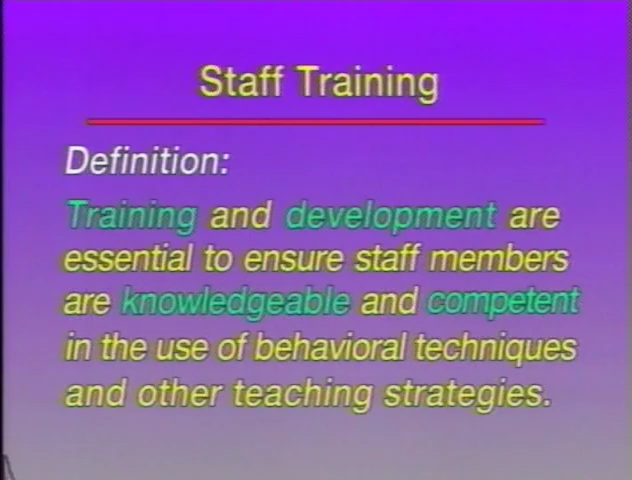 Staff Training
Definition:
Training and development are
essential to ensure staff members
are knowledgeable and competent
in the use of behavioral techniques
and other teaching strategies.